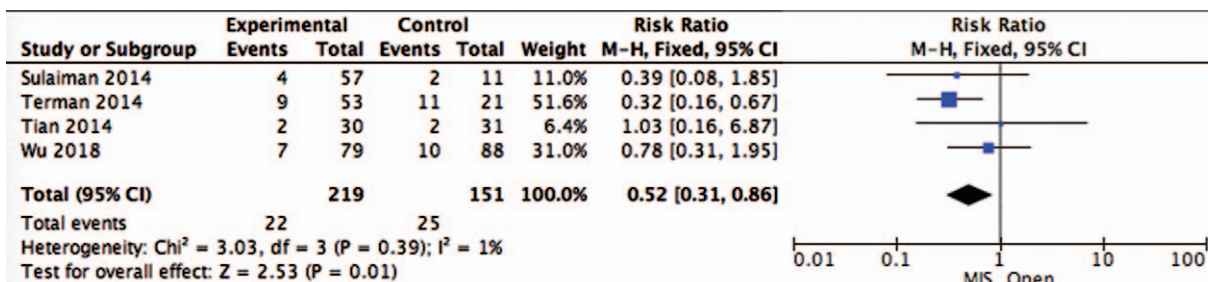 Experimental Control Risk Ratio Risk Ratio
Study or Subgroup Events Total Events Total Weight M-H, Fixed, 95% CI M-H, Fixed, 95% CI
Sulaiman 2014 4 57 2 11 11.0% 0.39 [0.08, 1.85]
Terman 2014 9 53 11 21 51.6% 0.32 [0.16, 0.67]
Tian 2014 2 30 2 31 6.4% 1.03 [0.16, 6.87]
Wu 2018 7 79 10 88 31.0% 0.78 [0.31, 1.95]
Total (95% CI) 219 151 100.0% 0.52 [0.31, 0.86]
Total events 22 25
Heterogeneity: Chi² = 3.03, df = 3 (P = 0.39); I² = 1%
Test for overall effect: Z = 2.53 (P = 0.01)
0.01 0.1 1 10 100
MIS Open